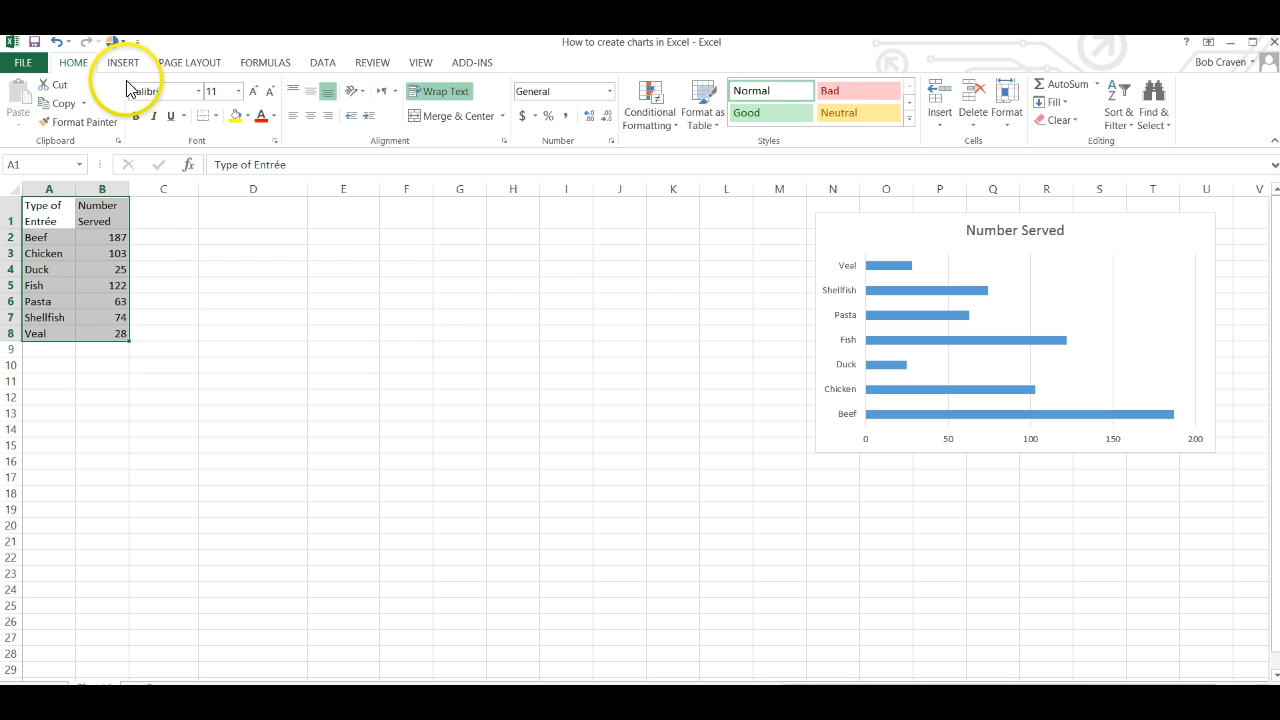 How to create charts in Excel - Excel
?
FILE HOME INSERT PAGE LAYOUT FORMULAS DATA REVIEW VIEW ADD-INS
Bob Craven
Paste
Cut
Copy
Format Painter
Clipboard
11
B I U
Font
Wrap Text
Merge & Center
Alignment
General
$ % ,
Number
Conditional Formatting
Format as Table
Normal Bad
Good Neutral
Styles
Insert Delete Format
Cells
AutoSum
Fill
Clear
Sort & Filter
Find & Select
Editing
A1
fx
Type of Entrée
A B C D E F G H I J K L M N O P Q R S T U V
Type of Number
1 Entrée Served
2 Beef 187
3 Chicken 103
4 Duck 25
5 Fish 122
6 Pasta 63
7 Shellfish 74
8 Veal 28
9
10
11
12
13
14
15
16
17
18
19
20
21
22
23
24
25
26
27
28
29
Number Served
Veal
Shellfish
Pasta
Fish
Duck
Chicken
Beef
0 50 100 150 200